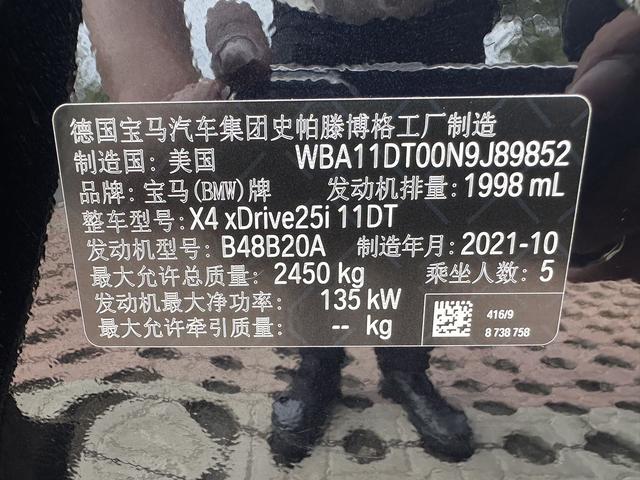 德国宝马汽车集团史帕滕博格工厂制造
制造国: 美国 WBA11DT00N9J89852
品牌: 宝马(BMW)牌 发动机排量: 1998 mL
整车型号: X4 xDrive25i 11DT
发动机型号: B48B20A 制造年月: 2021-10
最大允许总质量: 2450 kg 乘坐人数: 5
发动机最大净功率: 135 kW
最大允许牵引质量: -- kg
416/9
8 738 758